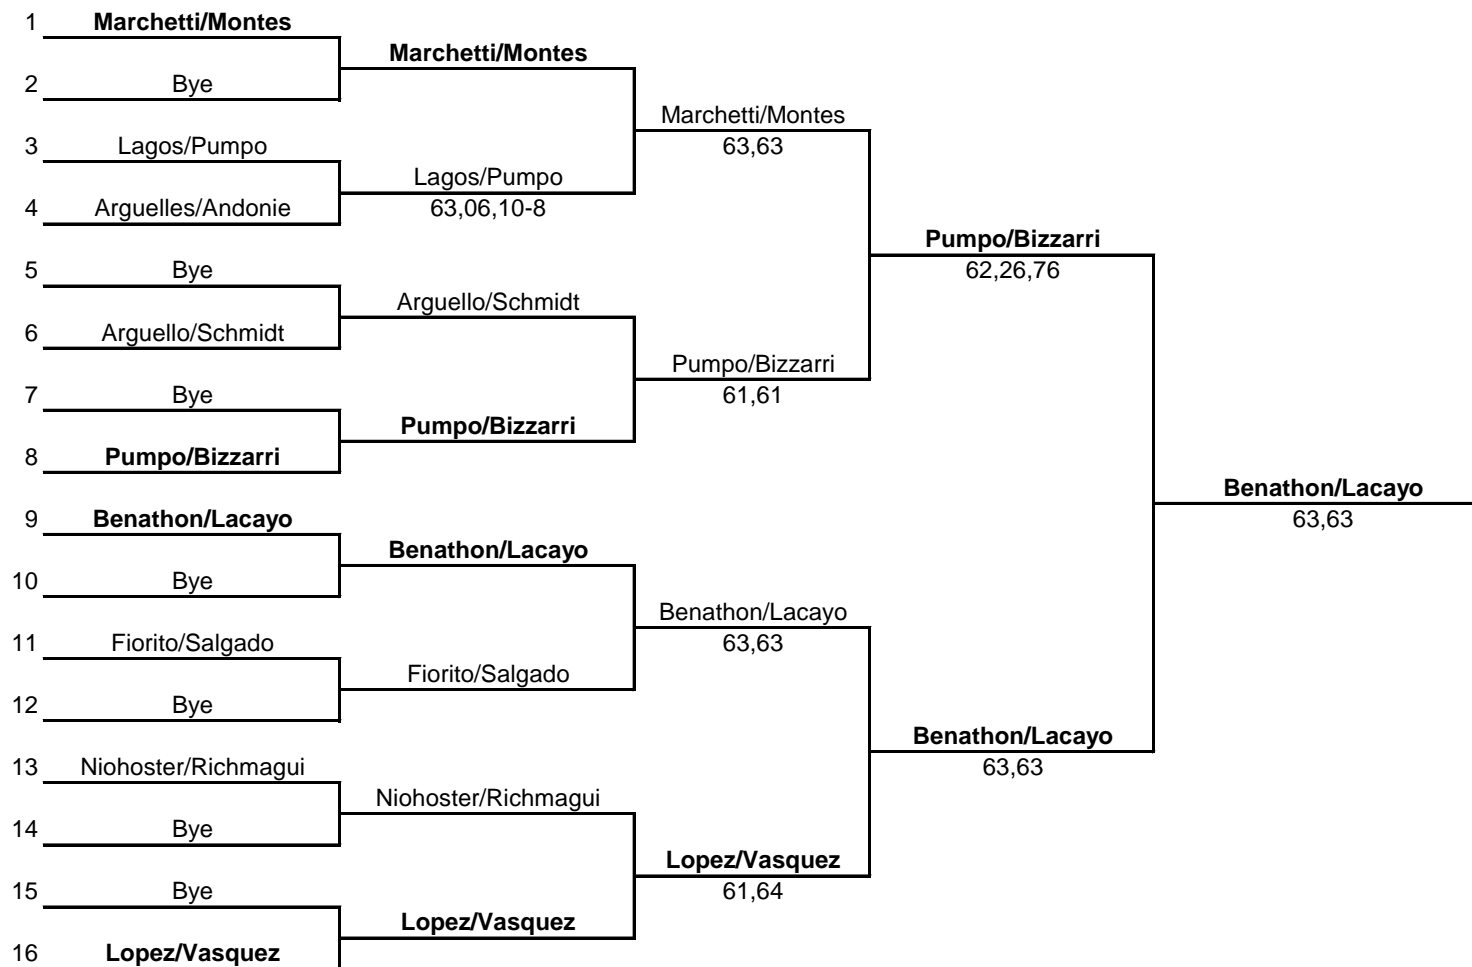 1 Marchetti/Montes
Marchetti/Montes
2 Bye
Marchetti/Montes
3 Lagos/Pumpo
63,63
Lagos/Pumpo
4 Arguelles/Andonie
63,06,10-8
Pumpo/Bizzarri
5 Bye
62,26,76
Arguello/Schmidt
6 Arguello/Schmidt
Pumpo/Bizzarri
7 Bye
61,61
Pumpo/Bizzarri
8 Pumpo/Bizzarri
Benathon/Lacayo
9 Benathon/Lacayo
63,63
Benathon/Lacayo
10 Bye
Benathon/Lacayo
11 Fiorito/Salgado
63,63
Fiorito/Salgado
12 Bye
Benathon/Lacayo
13 Niohoster/Richmagui
63,63
Niohoster/Richmagui
14 Bye
Lopez/Vasquez
15 Bye
61,64
Lopez/Vasquez
16 Lopez/Vasquez